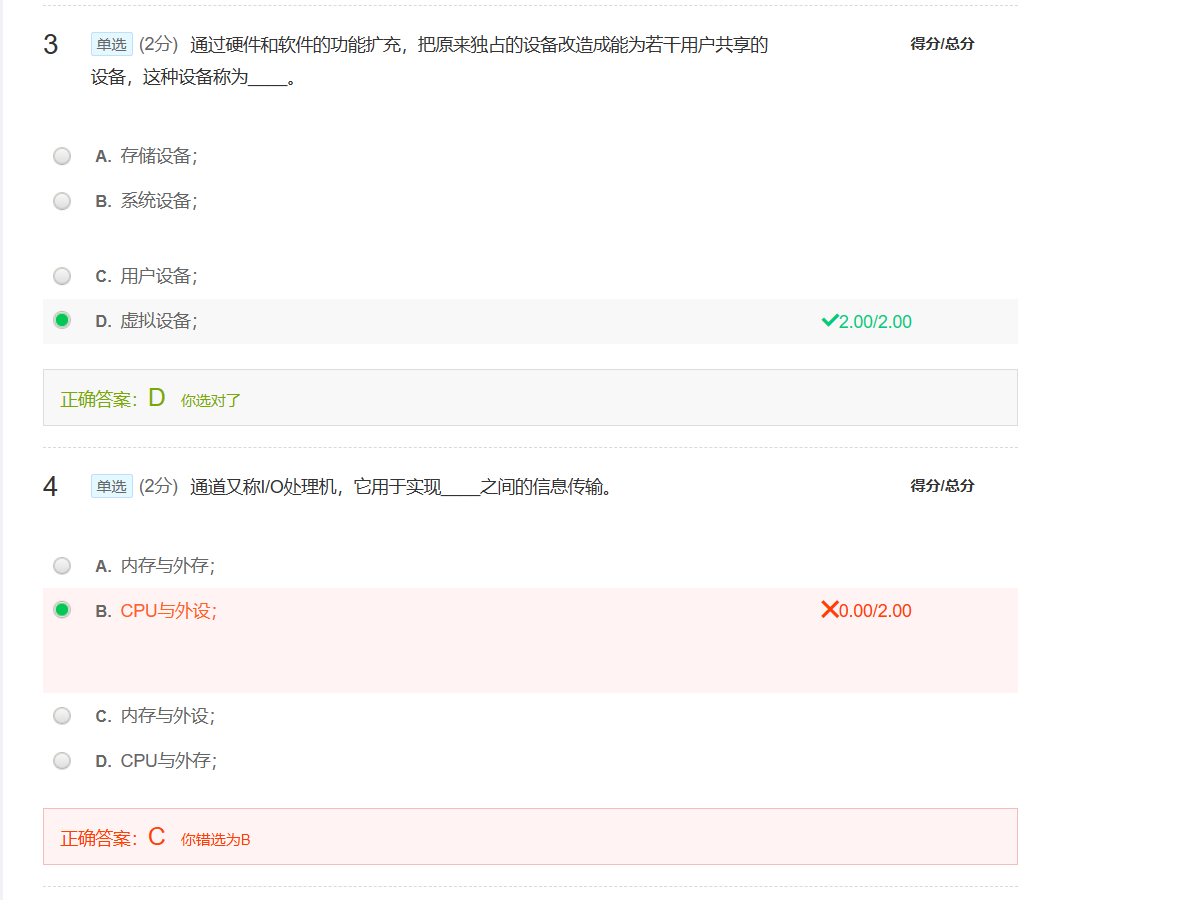 3 单选 (2分) 通过硬件和软件的功能扩充，把原来独占的设备改造成能为若干用户共享的 得分/总分
设备，这种设备称为_____。
A. 存储设备；
B. 系统设备；
C. 用户设备；
D. 虚拟设备； 2.00/2.00
正确答案：D 你选对了
4 单选 (2分) 通道又称I/O处理机，它用于实现_____之间的信息传输。 得分/总分
A. 内存与外存；
B. CPU与外设； 0.00/2.00
C. 内存与外设；
D. CPU与外存；
正确答案：C 你错选为B